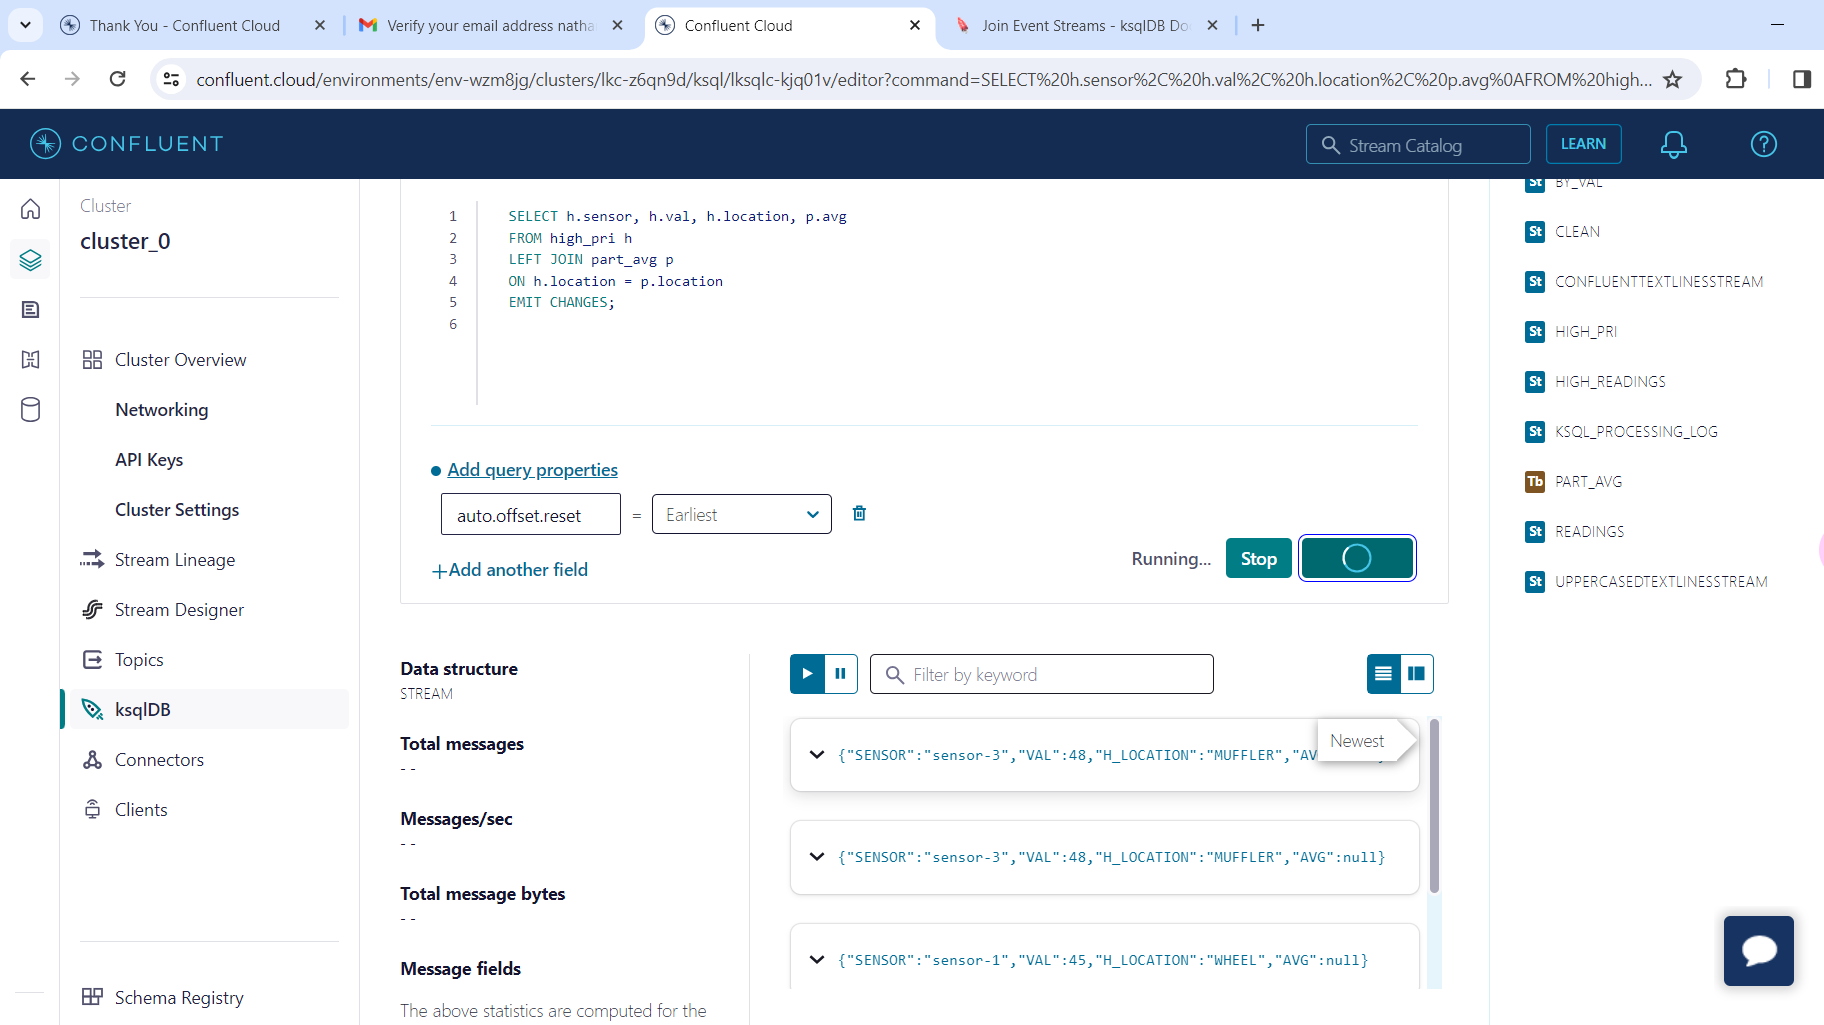 Thank You - Confluent Cloud
Verify your email address natha
Confluent Cloud
Join Event Streams - ksqlDB Do
confluent.cloud/environments/env-wzm8jg/clusters/lkc-z6qn9d/ksql/lksqlc-kjq01v/editor?command=SELECT%20h.sensor%2C%20h.val%2C%20h.location%2C%20p.avg%0AFROM%20high...
CONFLUENT
Stream Catalog
LEARN
Cluster
cluster_0
Cluster Overview
Networking
API Keys
Cluster Settings
Stream Lineage
Stream Designer
Topics
ksqlDB
Connectors
Clients
Schema Registry
1 SELECT h.sensor, h.val, h.location, p.avg
2 FROM high_pri h
3 LEFT JOIN part_avg p
4 ON h.location = p.location
5 EMIT CHANGES;
6
Add query properties
auto.offset.reset = Earliest
+Add another field
Running... Stop
Data structure
STREAM
Total messages
- -
Messages/sec
- -
Total message bytes
- -
Message fields
The above statistics are computed for the
Filter by keyword
Newest
{"SENSOR":"sensor-3","VAL":48,"H_LOCATION":"MUFFLER","AV
{"SENSOR":"sensor-3","VAL":48,"H_LOCATION":"MUFFLER","AVG":null}
{"SENSOR":"sensor-1","VAL":45,"H_LOCATION":"WHEEL","AVG":null}
St BY_VAL
St CLEAN
St CONFLUENTTEXTLINESSTREAM
St HIGH_PRI
St HIGH_READINGS
St KSQL_PROCESSING_LOG
Tb PART_AVG
St READINGS
St UPPERCASEDTEXTLINESSTREAM